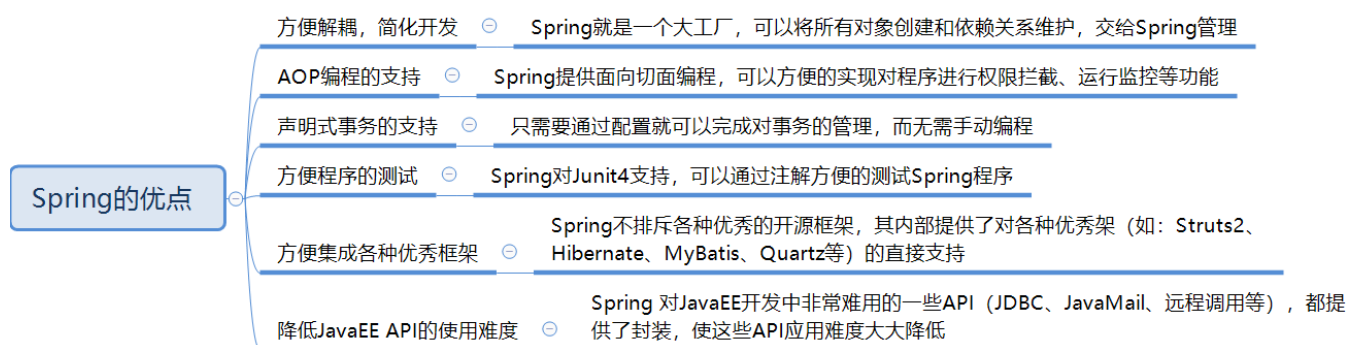 方便解耦，简化开发
Spring就是一个大工厂，可以将所有对象创建和依赖关系维护，交给Spring管理
AOP编程的支持
Spring提供面向切面编程，可以方便的实现对程序进行权限拦截、运行监控等功能
声明式事务的支持
只需要通过配置就可以完成对事务的管理，而无需手动编程
Spring的优点
方便程序的测试
Spring对Junit4支持，可以通过注解方便的测试Spring程序
方便集成各种优秀框架
Spring不排斥各种优秀的开源框架，其内部提供了对各种优秀架（如：Struts2、
Hibernate、MyBatis、Quartz等）的直接支持
降低JavaEE API的使用难度
Spring 对JavaEE开发中非常难用的一些API（JDBC、JavaMail、远程调用等），都提
供了封装，使这些API应用难度大大降低